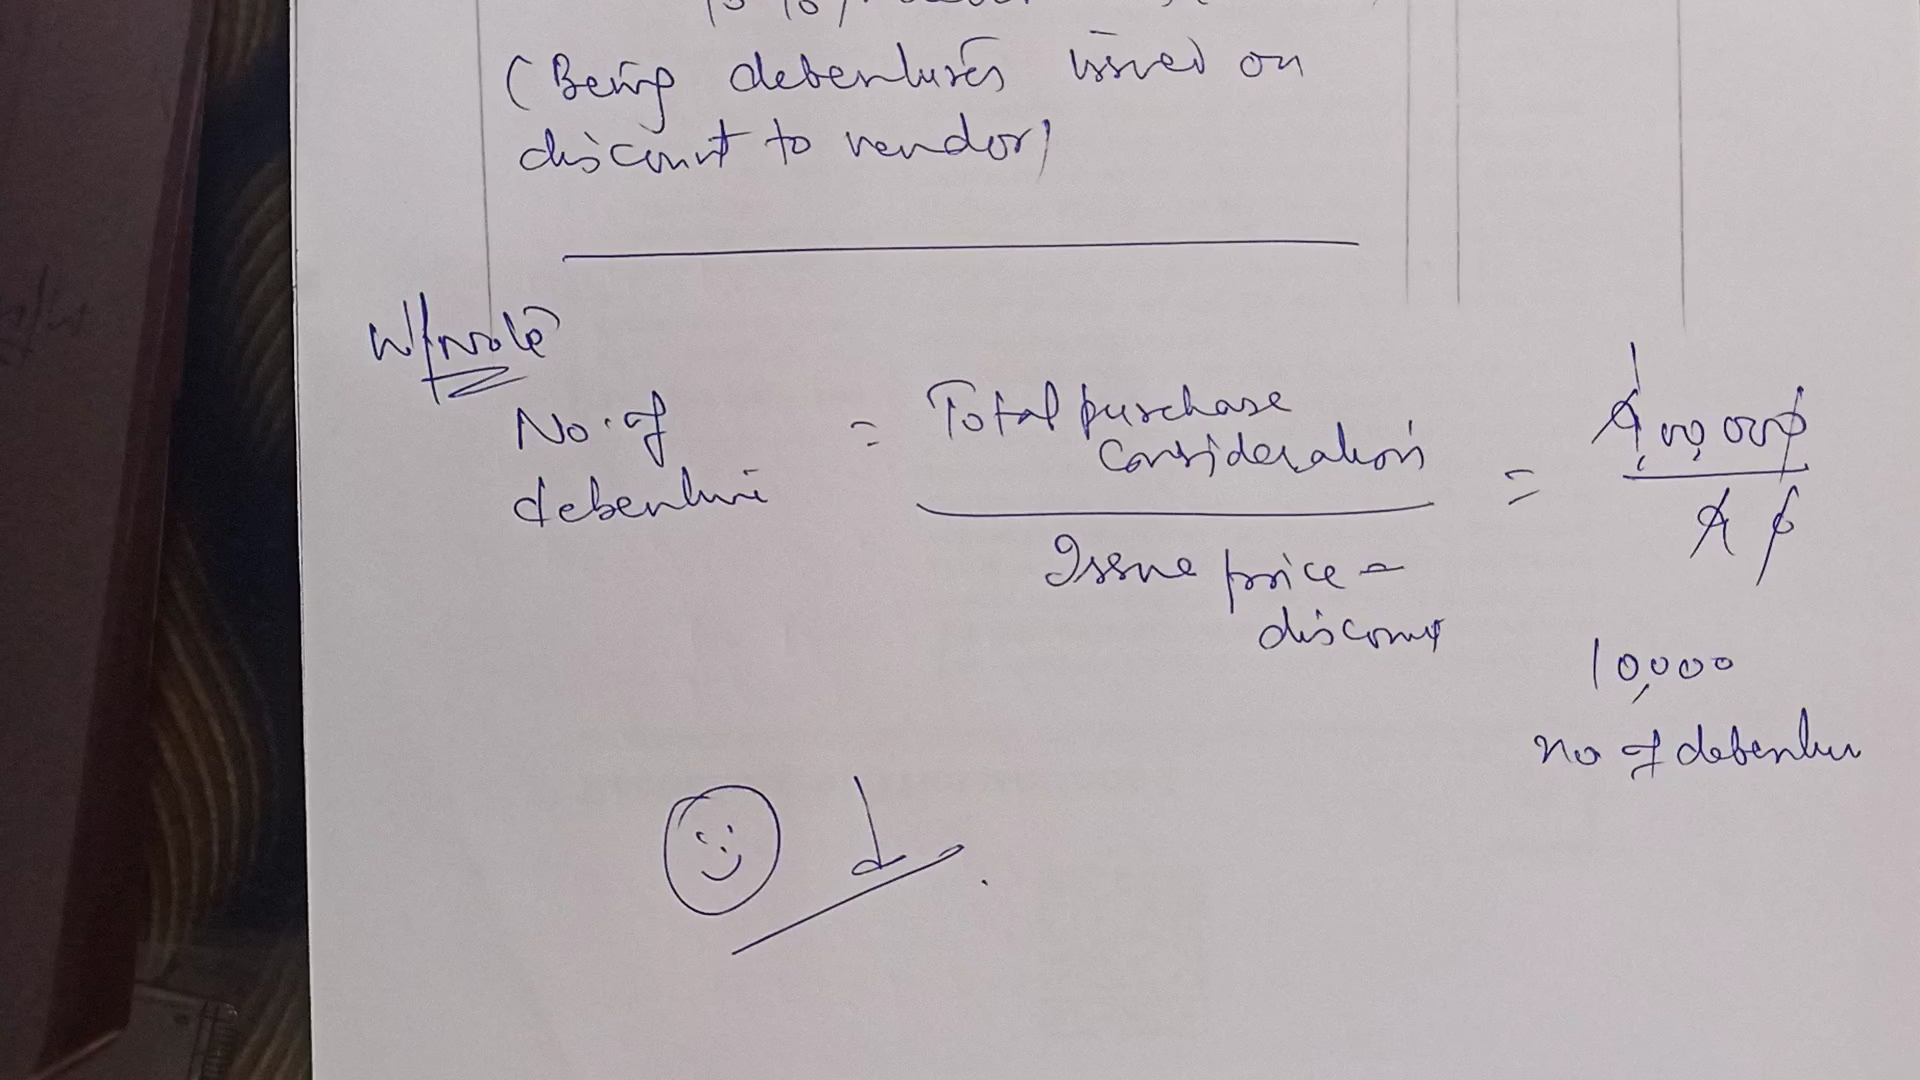 (Being debentures issued on
discount to vendor)
W/Note
No. of
debenture
= Total purchase
consideration
Issue price -
discount
= 9,00,000
90
10,000
no of debentur